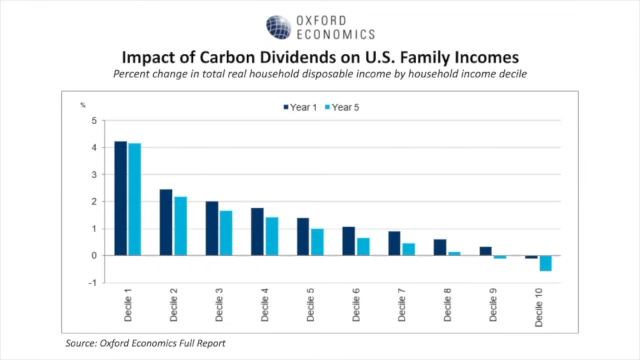 OXFORD
ECONOMICS
Impact of Carbon Dividends on U.S. Family Incomes
Percent change in total real household disposable income by household income decile
%
Year 1 Year 5
5
4
3
2
1
0
-1
Decile 1
Decile 2
Decile 3
Decile 4
Decile 5
Decile 6
Decile 7
Decile 8
Decile 9
Decile 10
Source: Oxford Economics Full Report